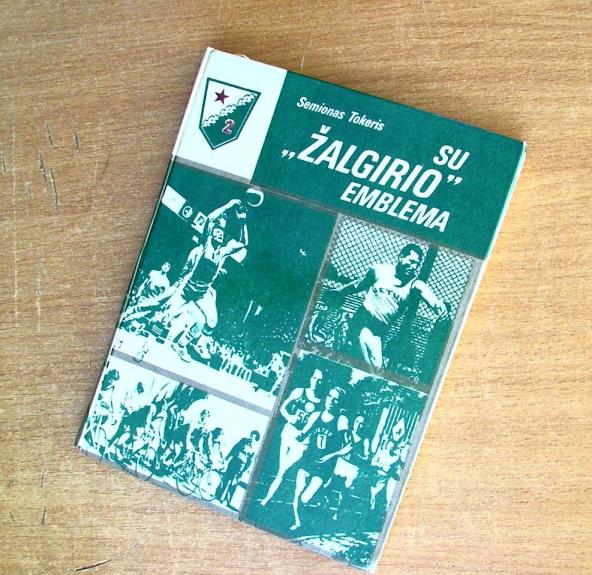 Ž
Semionas Tokeris
SU
„ŽALGIRIO”
EMBLEMA